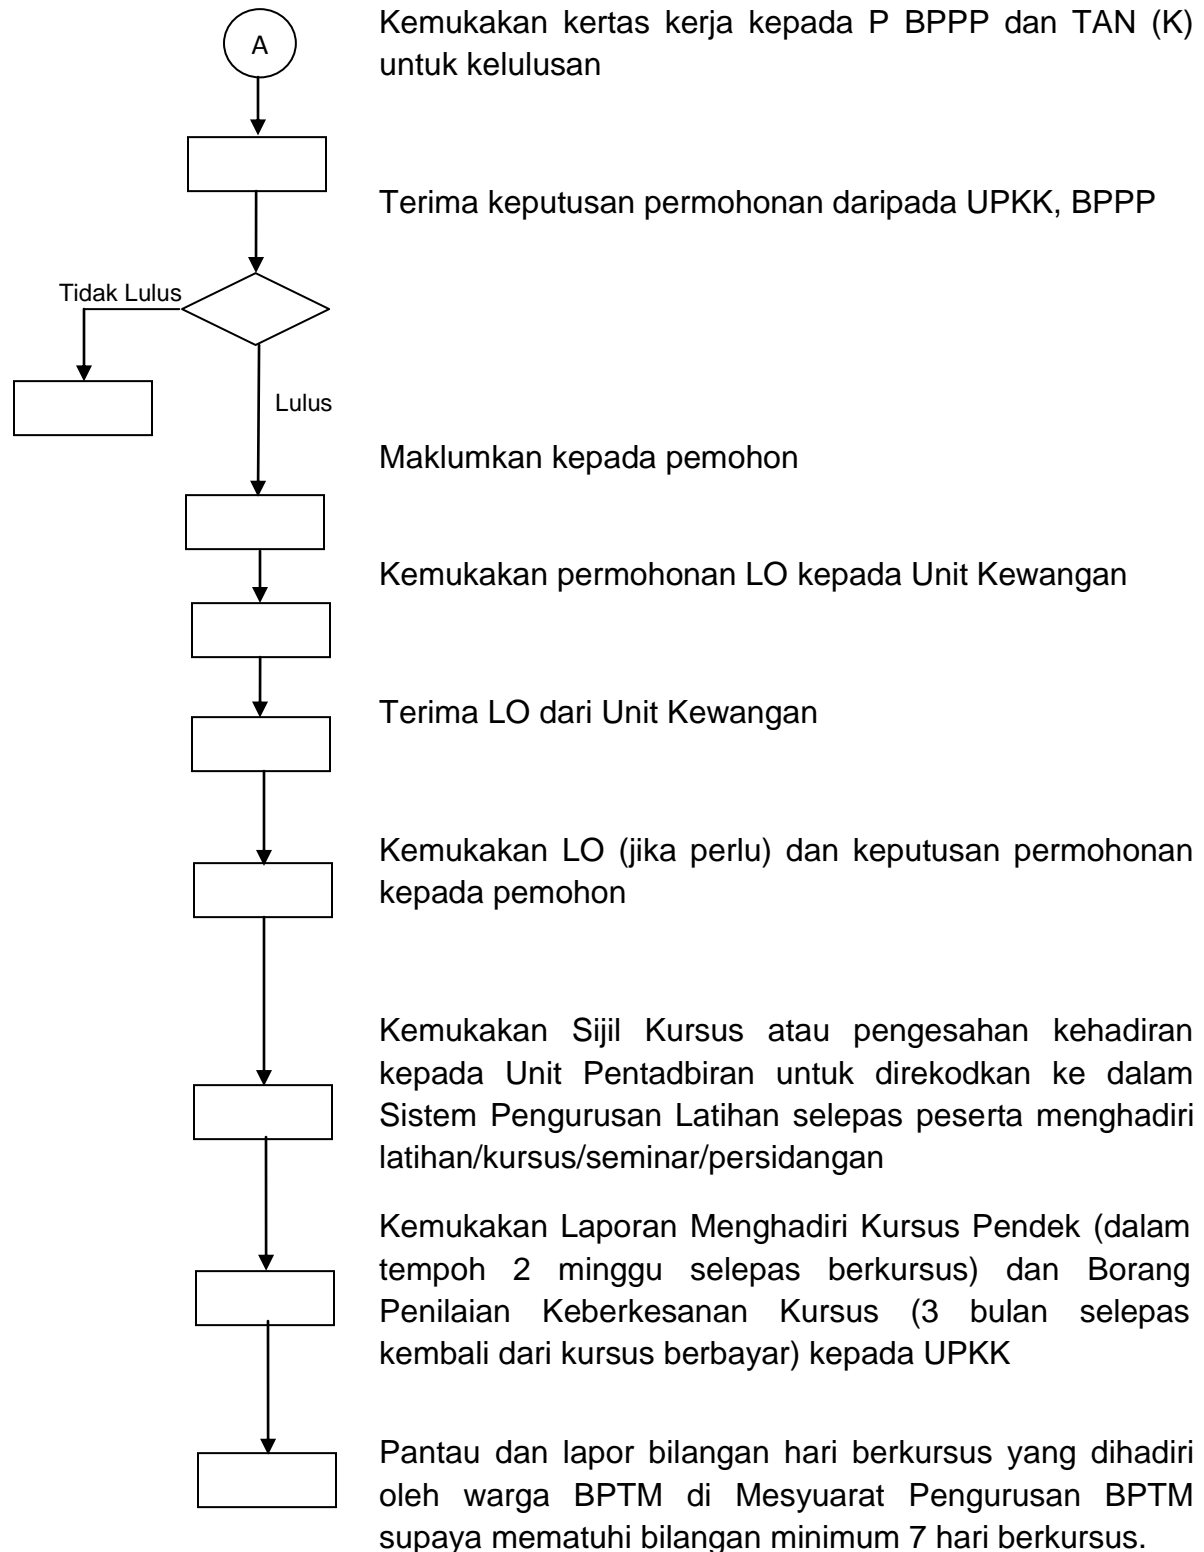 A
Kemukakan kertas kerja kepada P BPPP dan TAN (K)
untuk kelulusan
Terima keputusan permohonan daripada UPKK, BPPP
Tidak Lulus
Lulus
Maklumkan kepada pemohon
Kemukakan permohonan LO kepada Unit Kewangan
Terima LO dari Unit Kewangan
Kemukakan LO (jika perlu) dan keputusan permohonan
kepada pemohon
Kemukakan Sijil Kursus atau pengesahan kehadiran
kepada Unit Pentadbiran untuk direkodkan ke dalam
Sistem Pengurusan Latihan selepas peserta menghadiri
latihan/kursus/seminar/persidangan
Kemukakan Laporan Menghadiri Kursus Pendek (dalam
tempoh 2 minggu selepas berkursus) dan Borang
Penilaian Keberkesanan Kursus (3 bulan selepas
kembali dari kursus berbayar) kepada UPKK
Pantau dan lapor bilangan hari berkursus yang dihadiri
oleh warga BPTM di Mesyuarat Pengurusan BPTM
supaya mematuhi bilangan minimum 7 hari berkursus.